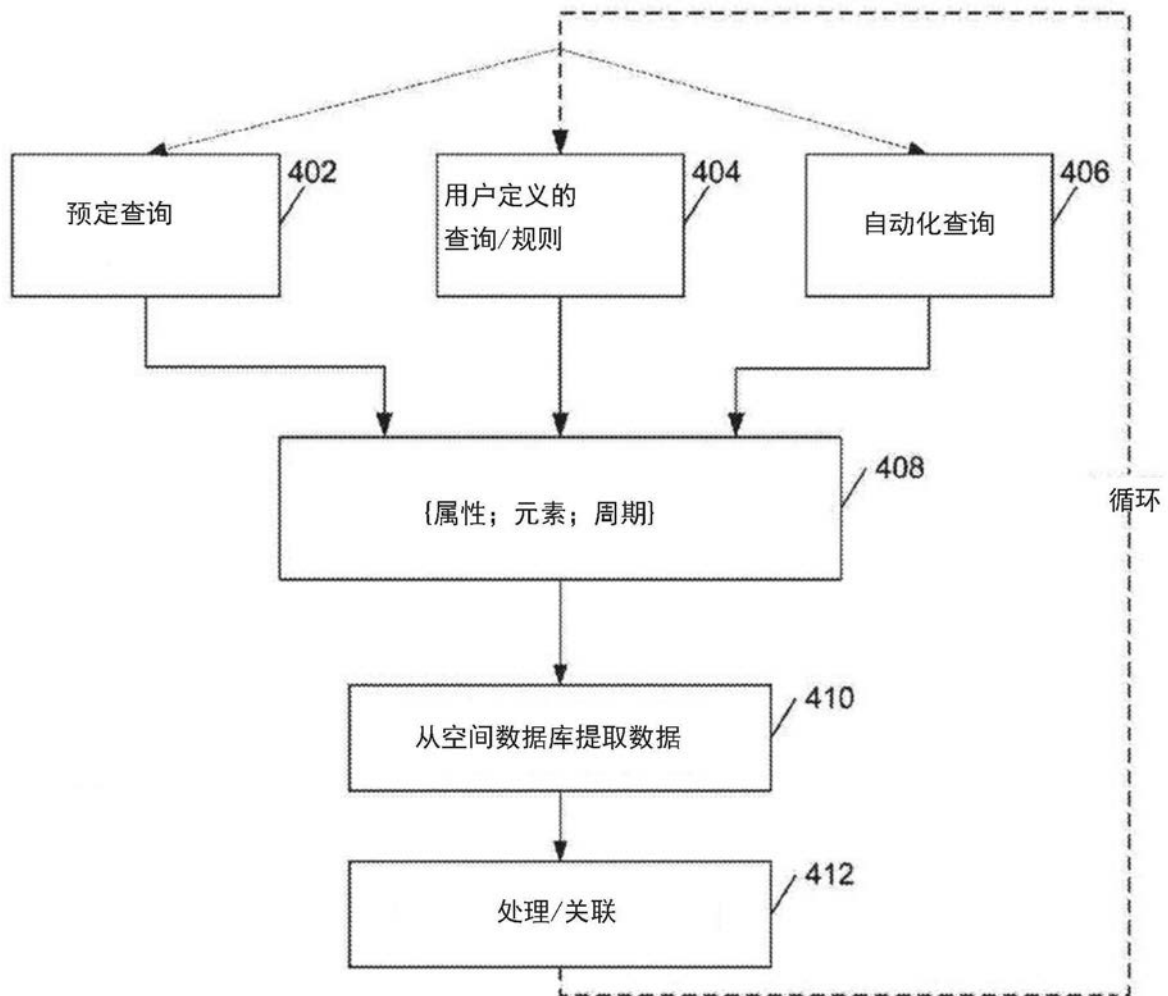 402
预定查询
404
用户定义的
查询/规则
406
自动化查询
408
{属性；元素；周期}
循环
410
从空间数据库提取数据
412
处理/关联